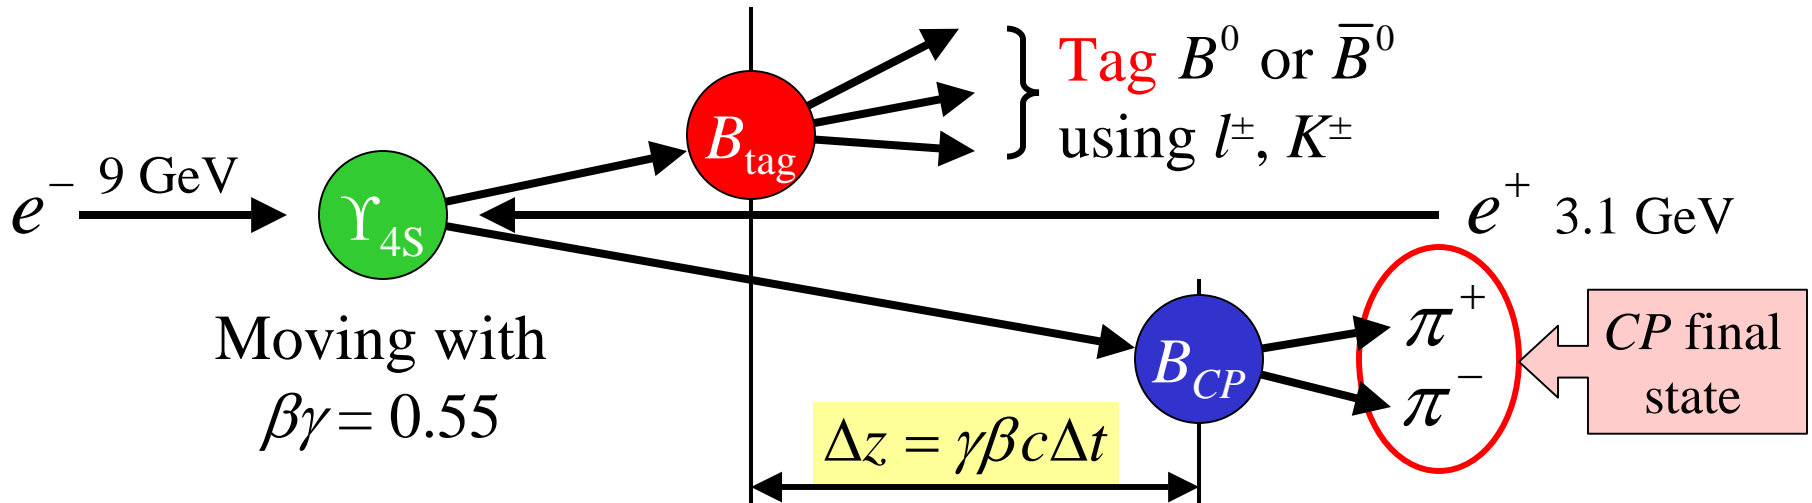 Tag B⁰ or B̅⁰
using l±, K±
B_tag
e⁻ 9 GeV
ϒ_4S
e⁺ 3.1 GeV
Moving with
βγ = 0.55
B_CP
π⁺
π⁻
CP final
state
Δz = γβcΔt